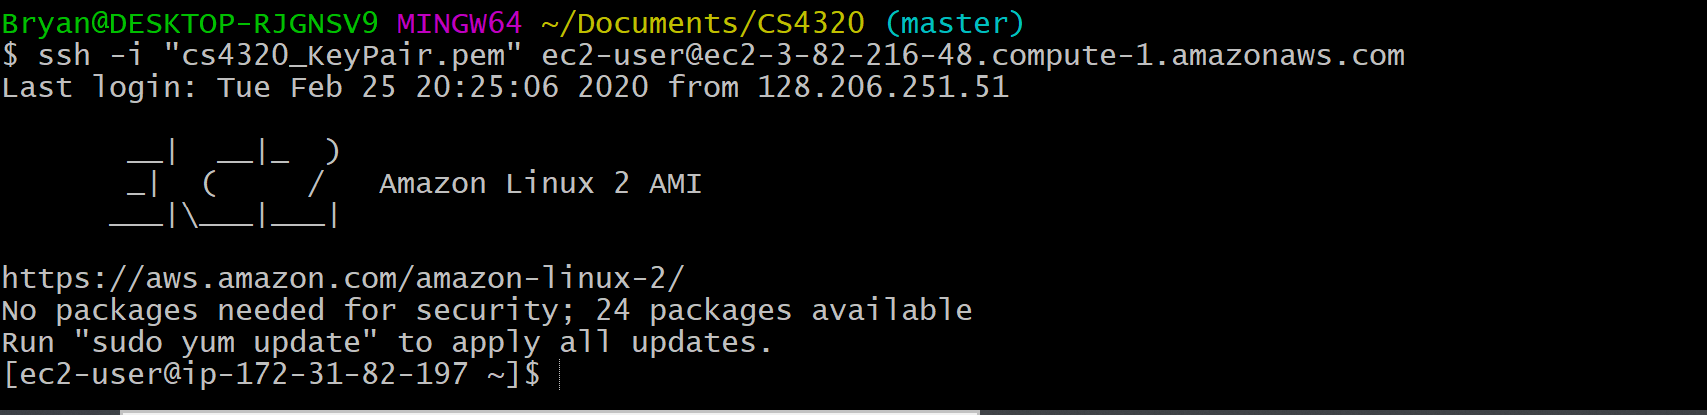 Bryan@DESKTOP-RJGNSV9 MINGW64 ~/Documents/CS4320 (master)
$ ssh -i "cs4320_KeyPair.pem" ec2-user@ec2-3-82-216-48.compute-1.amazonaws.com
Last login: Tue Feb 25 20:25:06 2020 from 128.206.251.51

       __|  __|_  )
       _|  (     /   Amazon Linux 2 AMI
      ___|\___|___|

https://aws.amazon.com/amazon-linux-2/
No packages needed for security; 24 packages available
Run "sudo yum update" to apply all updates.
[ec2-user@ip-172-31-82-197 ~]$